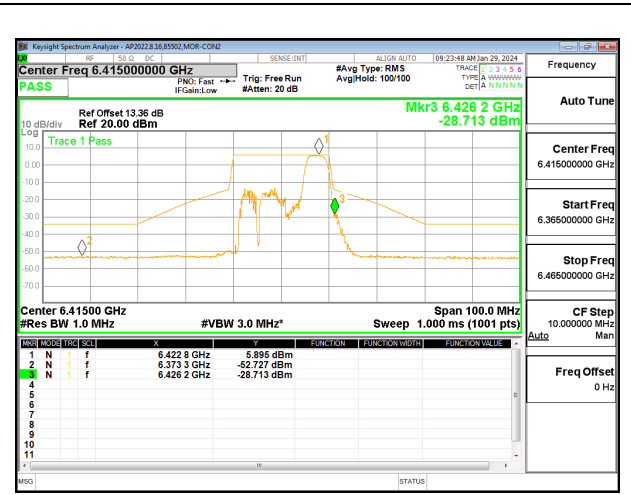 Keysight Spectrum Analyzer - AP2022.8.16,85502,MOR-CON2
RF 50 Ω DC SENSE:INT ALIGN AUTO 09:23:48 AM Jan 29, 2024
Center Freq 6.415000000 GHz
PNO: Fast
IFGain:Low
Trig: Free Run
#Atten: 20 dB
#Avg Type: RMS
Avg|Hold: 100/100
TRACE 1 2 3 4 5 6
TYPE A WWWWW
DET A N N N N N
PASS
Ref Offset 13.36 dB
Ref 20.00 dBm
10 dB/div
Log
Mkr3 6.426 2 GHz
-28.713 dBm
Trace 1 Pass
10.0
0.00
-10.0
-20.0
-30.0
-40.0
-50.0
-60.0
-70.0
1
2
3
Center 6.41500 GHz
#Res BW 1.0 MHz
#VBW 3.0 MHz*
Span 100.0 MHz
Sweep 1.000 ms (1001 pts)
MKR MODE TRC SCL X Y FUNCTION FUNCTION WIDTH FUNCTION VALUE
1 N 1 f 6.422 8 GHz 5.895 dBm
2 N 1 f 6.373 3 GHz -52.727 dBm
3 N 1 f 6.426 2 GHz -28.713 dBm
4
5
6
7
8
9
10
11
MSG
STATUS
Frequency
Auto Tune
Center Freq
6.415000000 GHz
Start Freq
6.365000000 GHz
Stop Freq
6.465000000 GHz
CF Step
10.000000 MHz
Auto Man
Freq Offset
0 Hz